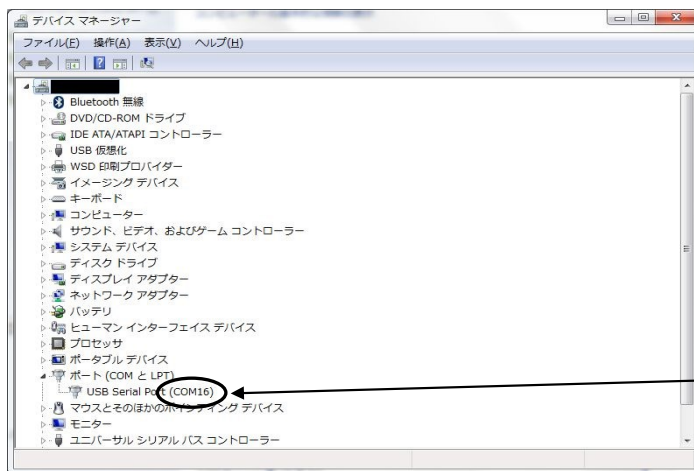 デバイス マネージャー
ファイル(F) 操作(A) 表示(V) ヘルプ(H)
Bluetooth 無線
DVD/CD-ROM ドライブ
IDE ATA/ATAPI コントローラー
USB 仮想化
WSD 印刷プロバイダー
イメージング デバイス
キーボード
コンピューター
サウンド、ビデオ、およびゲーム コントローラー
システム デバイス
ディスク ドライブ
ディスプレイ アダプター
ネットワーク アダプター
バッテリ
ヒューマン インターフェイス デバイス
プロセッサ
ポータブル デバイス
ポート (COM と LPT)
USB Serial Port (COM16)
マウスとそのほかのポインティング デバイス
モニター
ユニバーサル シリアル バス コントローラー